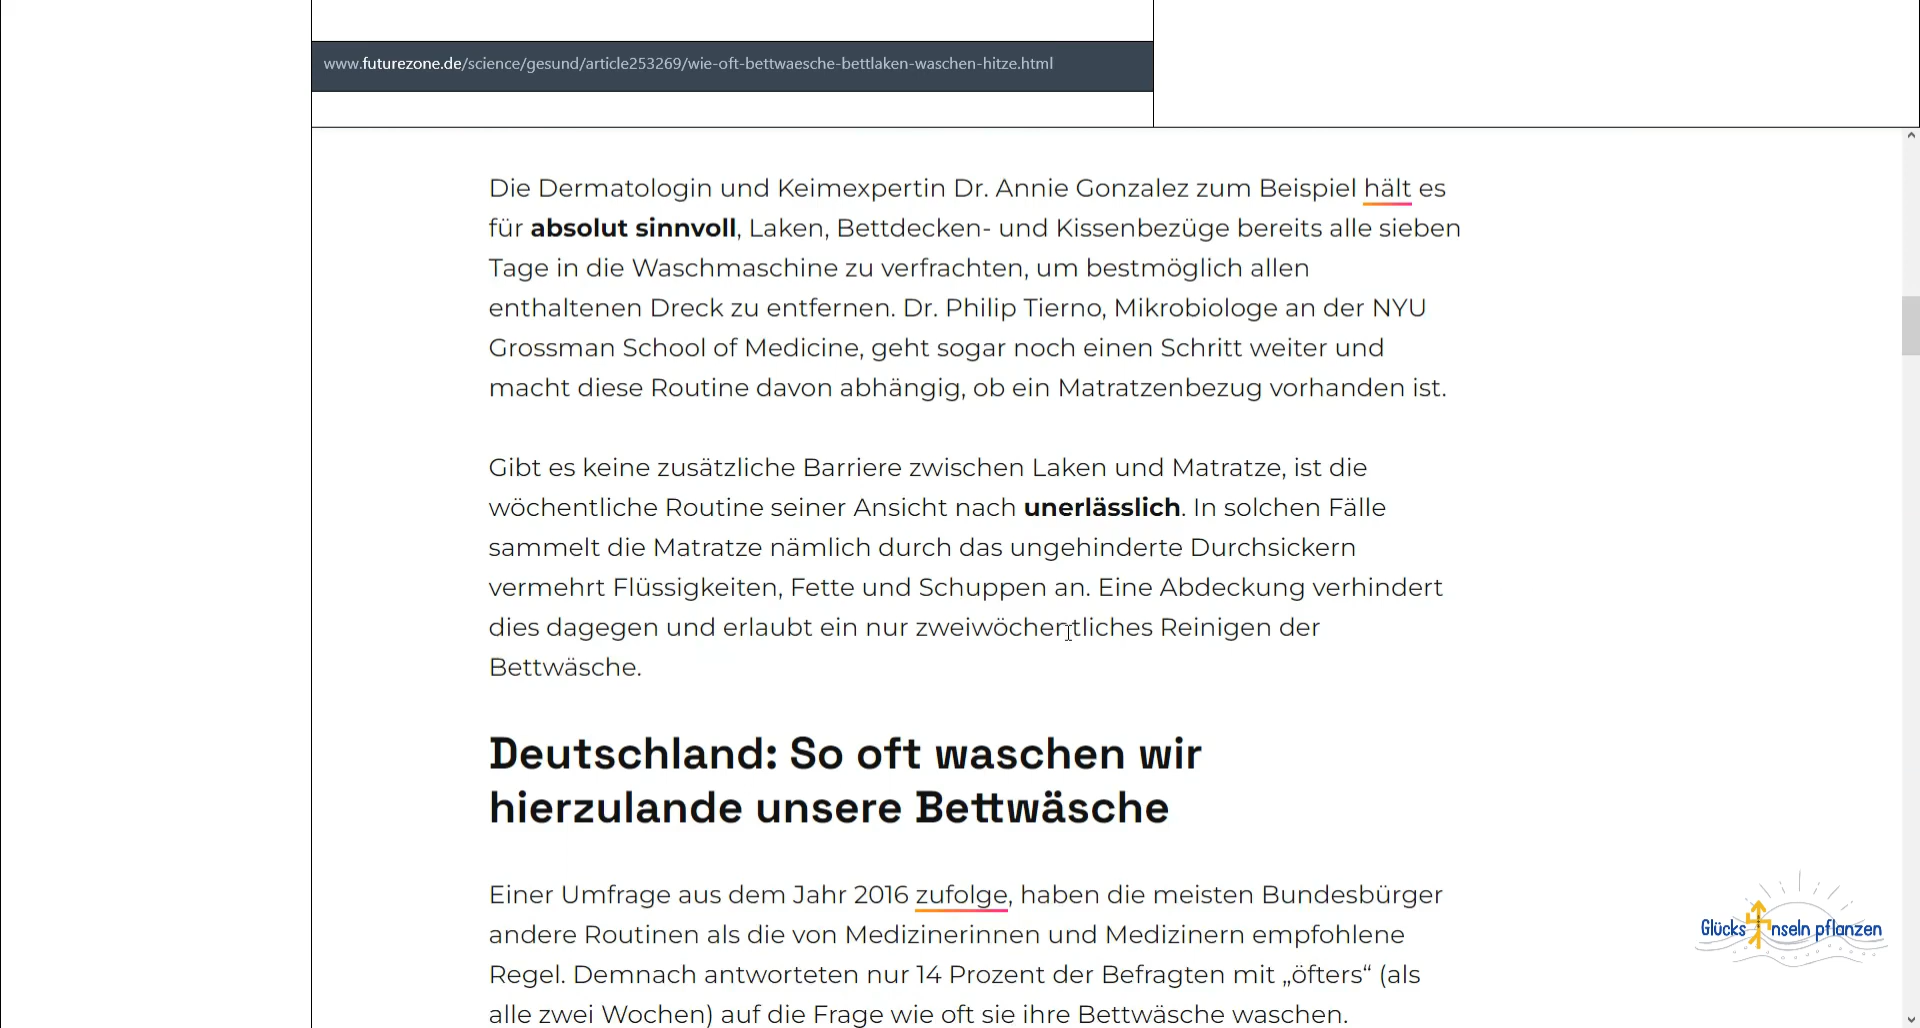 www.futurezone.de/science/gesund/article253269/wie-oft-bettwaesche-bettlaken-waschen-hitze.html
Die Dermatologin und Keimexpertin Dr. Annie Gonzalez zum Beispiel hält es
für absolut sinnvoll, Laken, Bettdecken- und Kissenbezüge bereits alle sieben
Tage in die Waschmaschine zu verfrachten, um bestmöglich allen
enthaltenen Dreck zu entfernen. Dr. Philip Tierno, Mikrobiologe an der NYU
Grossman School of Medicine, geht sogar noch einen Schritt weiter und
macht diese Routine davon abhängig, ob ein Matratzenbezug vorhanden ist.
Gibt es keine zusätzliche Barriere zwischen Laken und Matratze, ist die
wöchentliche Routine seiner Ansicht nach unerlässlich. In solchen Fälle
sammelt die Matratze nämlich durch das ungehinderte Durchsickern
vermehrt Flüssigkeiten, Fette und Schuppen an. Eine Abdeckung verhindert
dies dagegen und erlaubt ein nur zweiwöchentliches Reinigen der
Bettwäsche.
Deutschland: So oft waschen wir
hierzulande unsere Bettwäsche
Einer Umfrage aus dem Jahr 2016 zufolge, haben die meisten Bundesbürger
andere Routinen als die von Medizinerinnen und Medizinern empfohlene
Regel. Demnach antworteten nur 14 Prozent der Befragten mit „öfters“ (als
alle zwei Wochen) auf die Frage wie oft sie ihre Bettwäsche waschen.
Glücks Inseln pflanzen